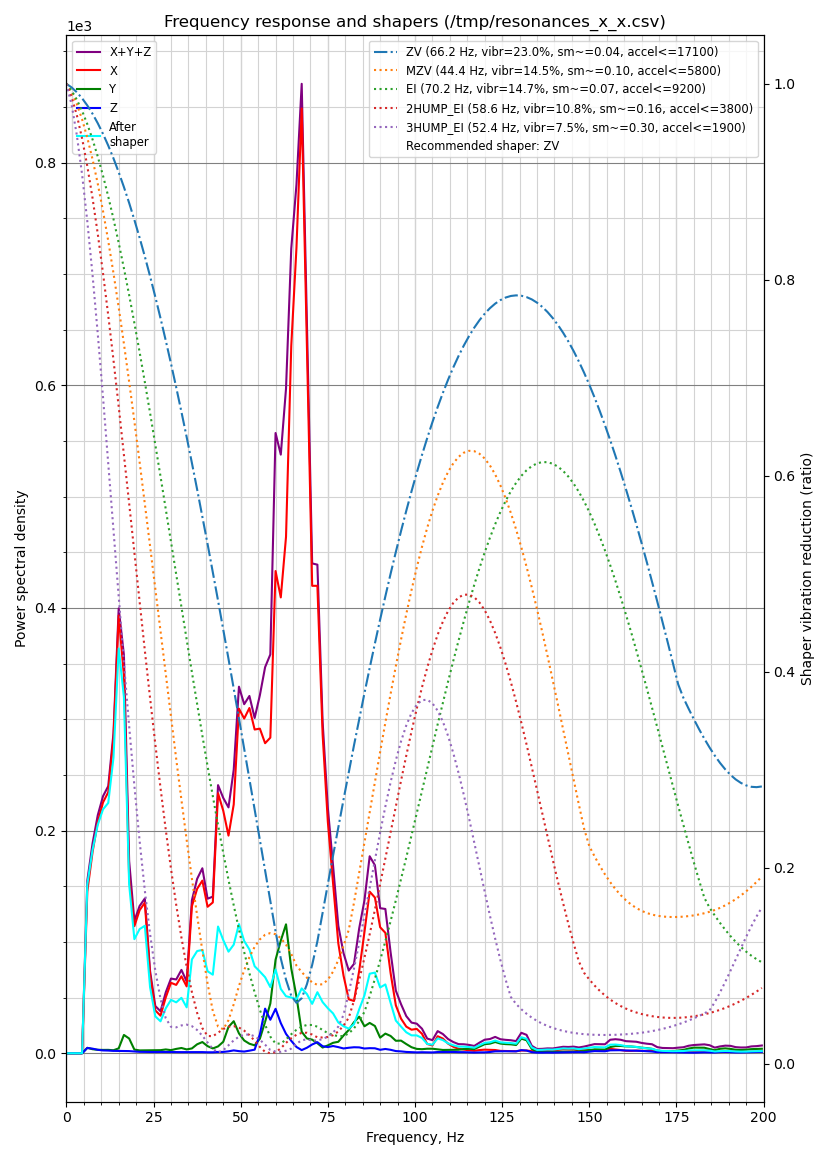 Frequency response and shapers (/tmp/resonances_x_x.csv)
1e3
X+Y+Z
X
Y
Z
After
shaper
ZV (66.2 Hz, vibr=23.0%, sm~=0.04, accel<=17100)
MZV (44.4 Hz, vibr=14.5%, sm~=0.10, accel<=5800)
EI (70.2 Hz, vibr=14.7%, sm~=0.07, accel<=9200)
2HUMP_EI (58.6 Hz, vibr=10.8%, sm~=0.16, accel<=3800)
3HUMP_EI (52.4 Hz, vibr=7.5%, sm~=0.30, accel<=1900)
Recommended shaper: ZV
Power spectral density
0.8
0.6
0.4
0.2
0.0
1.0
0.8
0.6
0.4
0.2
0.0
Shaper vibration reduction (ratio)
0 25 50 75 100 125 150 175 200
Frequency, Hz